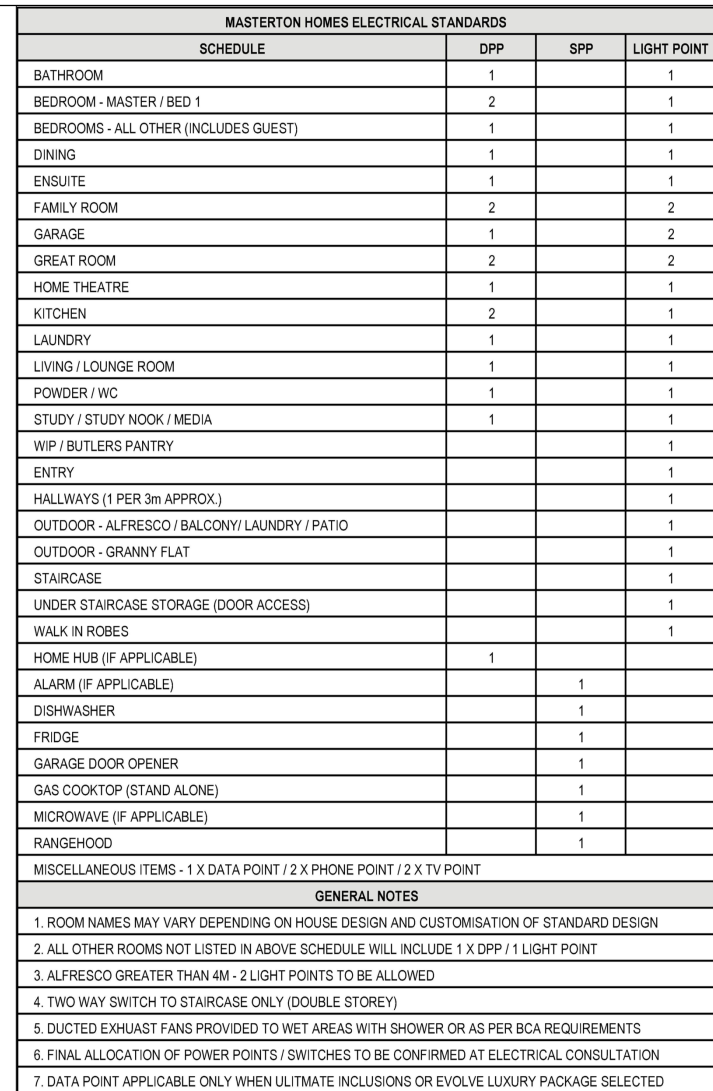 MASTERTON HOMES ELECTRICAL STANDARDS
SCHEDULE DPP SPP LIGHT POINT
BATHROOM 1 1
BEDROOM - MASTER / BED 1 2 1
BEDROOMS - ALL OTHER (INCLUDES GUEST) 1 1
DINING 1 1
ENSUITE 1 1
FAMILY ROOM 2 2
GARAGE 1 2
GREAT ROOM 2 2
HOME THEATRE 1 1
KITCHEN 2 1
LAUNDRY 1 1
LIVING / LOUNGE ROOM 1 1
POWDER / WC 1 1
STUDY / STUDY NOOK / MEDIA 1 1
WIP / BUTLERS PANTRY 1
ENTRY 1
HALLWAYS (1 PER 3m APPROX.) 1
OUTDOOR - ALFRESCO / BALCONY/ LAUNDRY / PATIO 1
OUTDOOR - GRANNY FLAT 1
STAIRCASE 1
UNDER STAIRCASE STORAGE (DOOR ACCESS) 1
WALK IN ROBES 1
HOME HUB (IF APPLICABLE) 1
ALARM (IF APPLICABLE) 1
DISHWASHER 1
FRIDGE 1
GARAGE DOOR OPENER 1
GAS COOKTOP (STAND ALONE) 1
MICROWAVE (IF APPLICABLE) 1
RANGEHOOD 1
MISCELLANEOUS ITEMS - 1 X DATA POINT / 2 X PHONE POINT / 2 X TV POINT
GENERAL NOTES
1. ROOM NAMES MAY VARY DEPENDING ON HOUSE DESIGN AND CUSTOMISATION OF STANDARD DESIGN
2. ALL OTHER ROOMS NOT LISTED IN ABOVE SCHEDULE WILL INCLUDE 1 X DPP / 1 LIGHT POINT
3. ALFRESCO GREATER THAN 4M - 2 LIGHT POINTS TO BE ALLOWED
4. TWO WAY SWITCH TO STAIRCASE ONLY (DOUBLE STOREY)
5. DUCTED EXHUAST FANS PROVIDED TO WET AREAS WITH SHOWER OR AS PER BCA REQUIREMENTS
6. FINAL ALLOCATION OF POWER POINTS / SWITCHES TO BE CONFIRMED AT ELECTRICAL CONSULTATION
7. DATA POINT APPLICABLE ONLY WHEN ULITMATE INCLUSIONS OR EVOLVE LUXURY PACKAGE SELECTED